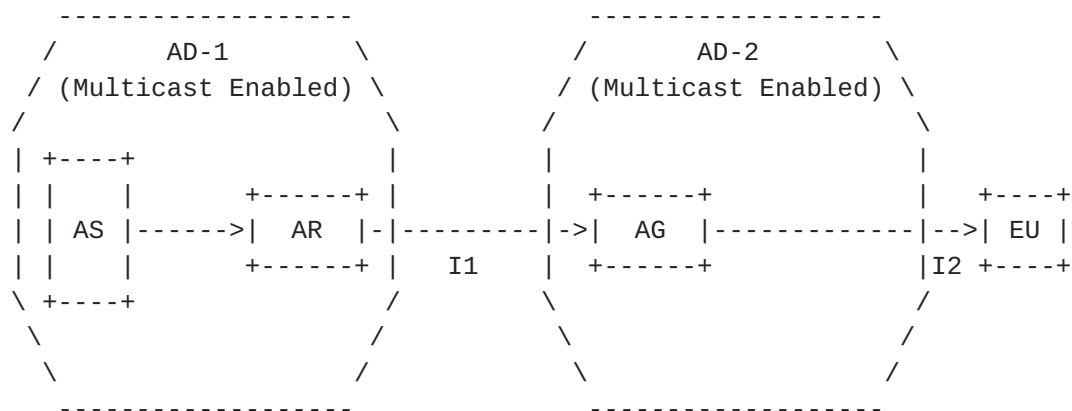 AD-1 AD-2
(Multicast Enabled) (Multicast Enabled)
AS AR AG EU
I1 I2